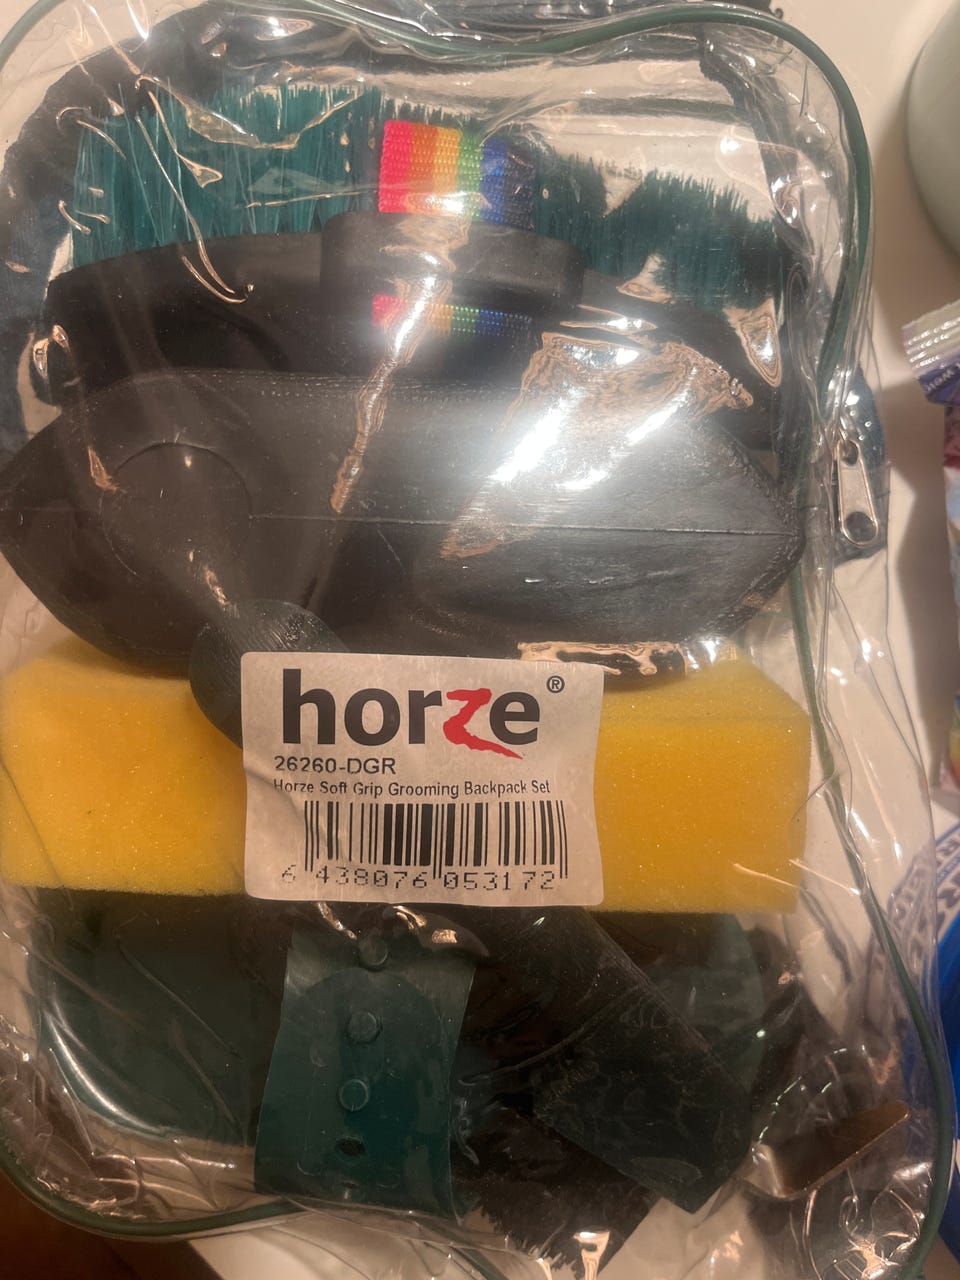 horze®
26260-DGR
Horze Soft Grip Grooming Backpack Set
6 438076 053172